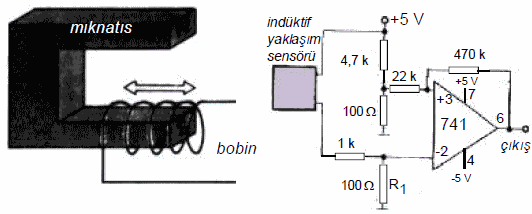 mıknatıs
bobin
indüktif
yaklaşım
sensörü
+5 V
4,7 k
22 k
470 k
100 Ω
1 k
100 Ω
R1
+3
-2
741
+5 V
7
6
4
-5 V
çıkış